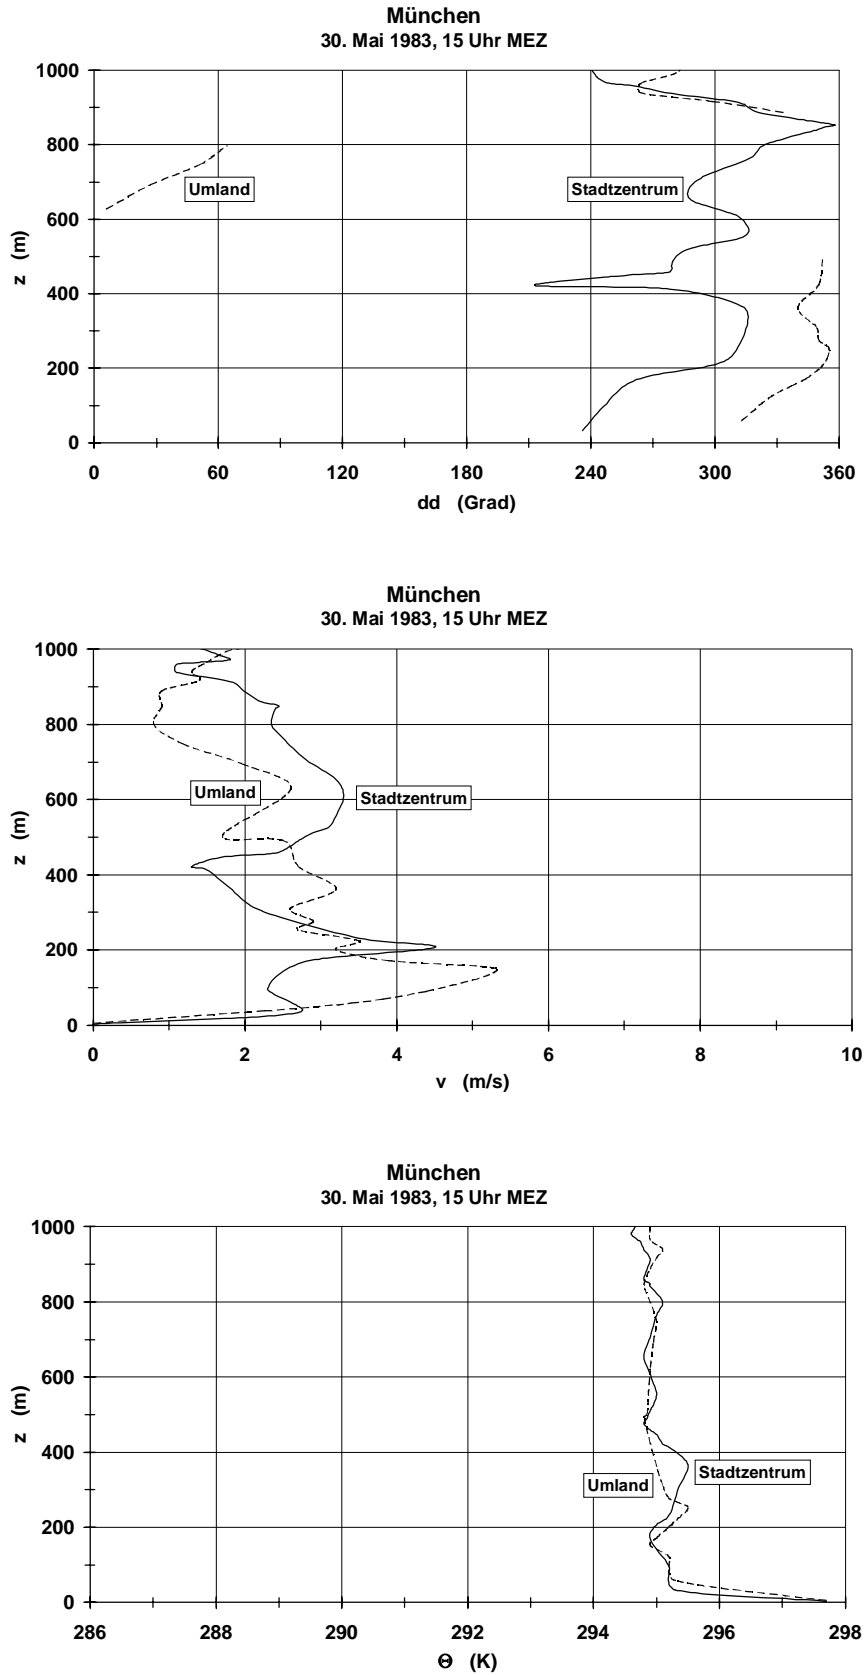 München
30. Mai 1983, 15 Uhr MEZ
1000
800
600
400
200
0
z (m)
Umland
Stadtzentrum
0 60 120 180 240 300 360
dd (Grad)
München
30. Mai 1983, 15 Uhr MEZ
1000
800
600
400
200
0
z (m)
Umland
Stadtzentrum
0 2 4 6 8 10
v (m/s)
München
30. Mai 1983, 15 Uhr MEZ
1000
800
600
400
200
0
z (m)
Stadtzentrum
Umland
286 288 290 292 294 296 298
Θ (K)